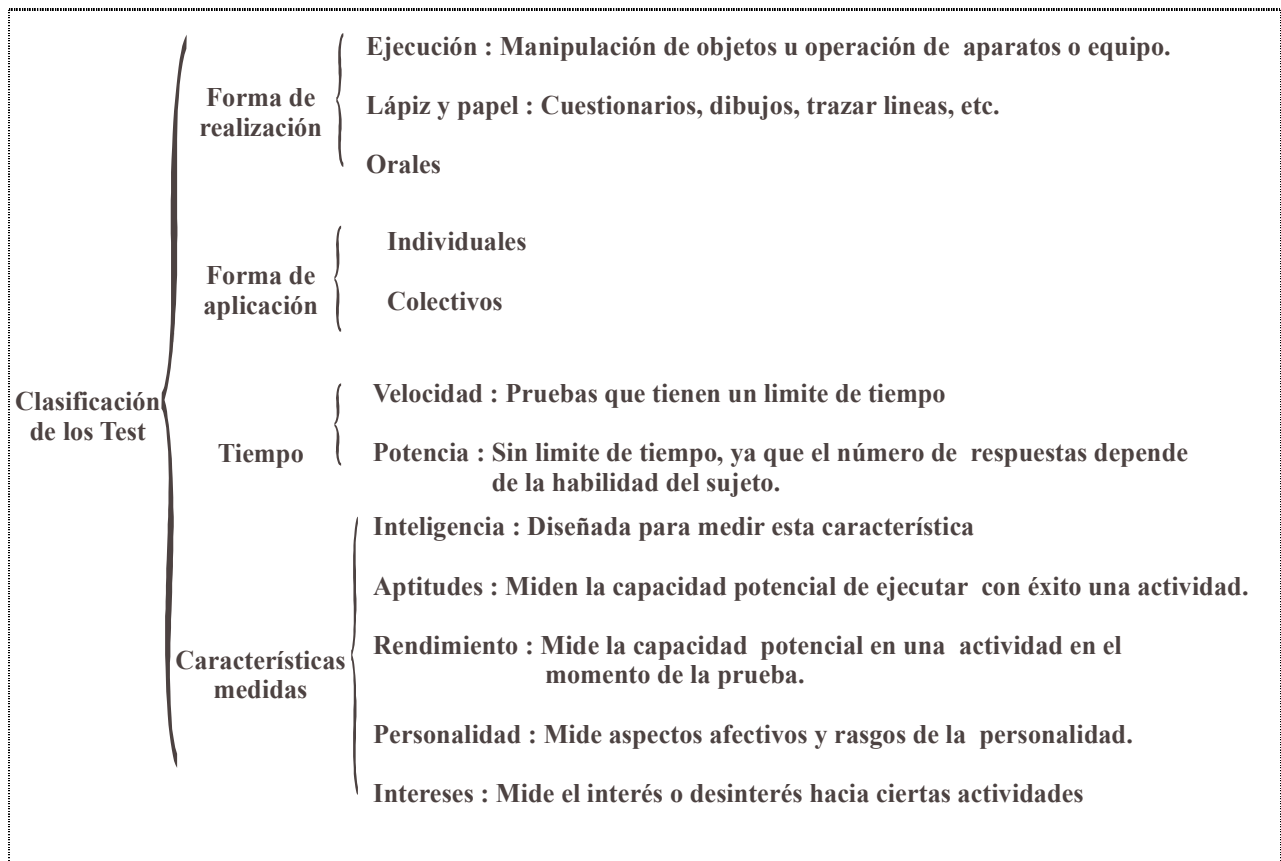 Clasificación
de los Test
Forma de
realización
Ejecución : Manipulación de objetos u operación de aparatos o equipo.
Lápiz y papel : Cuestionarios, dibujos, trazar lineas, etc.
Orales
Forma de
aplicación
Individuales
Colectivos
Tiempo
Velocidad : Pruebas que tienen un limite de tiempo
Potencia : Sin limite de tiempo, ya que el número de respuestas depende
de la habilidad del sujeto.
Características
medidas
Inteligencia : Diseñada para medir esta característica
Aptitudes : Miden la capacidad potencial de ejecutar con éxito una actividad.
Rendimiento : Mide la capacidad potencial en una actividad en el
momento de la prueba.
Personalidad : Mide aspectos afectivos y rasgos de la personalidad.
Intereses : Mide el interés o desinterés hacia ciertas actividades